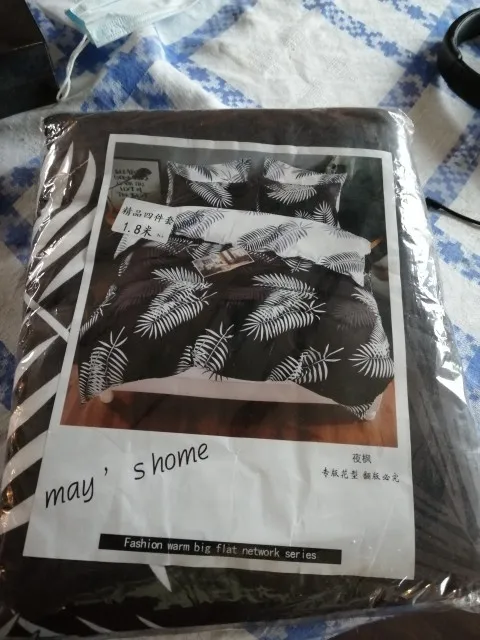 精品四件套
1.8米
may's home
夜枫
专版花型 翻版必究
Fashion warm big flat network series